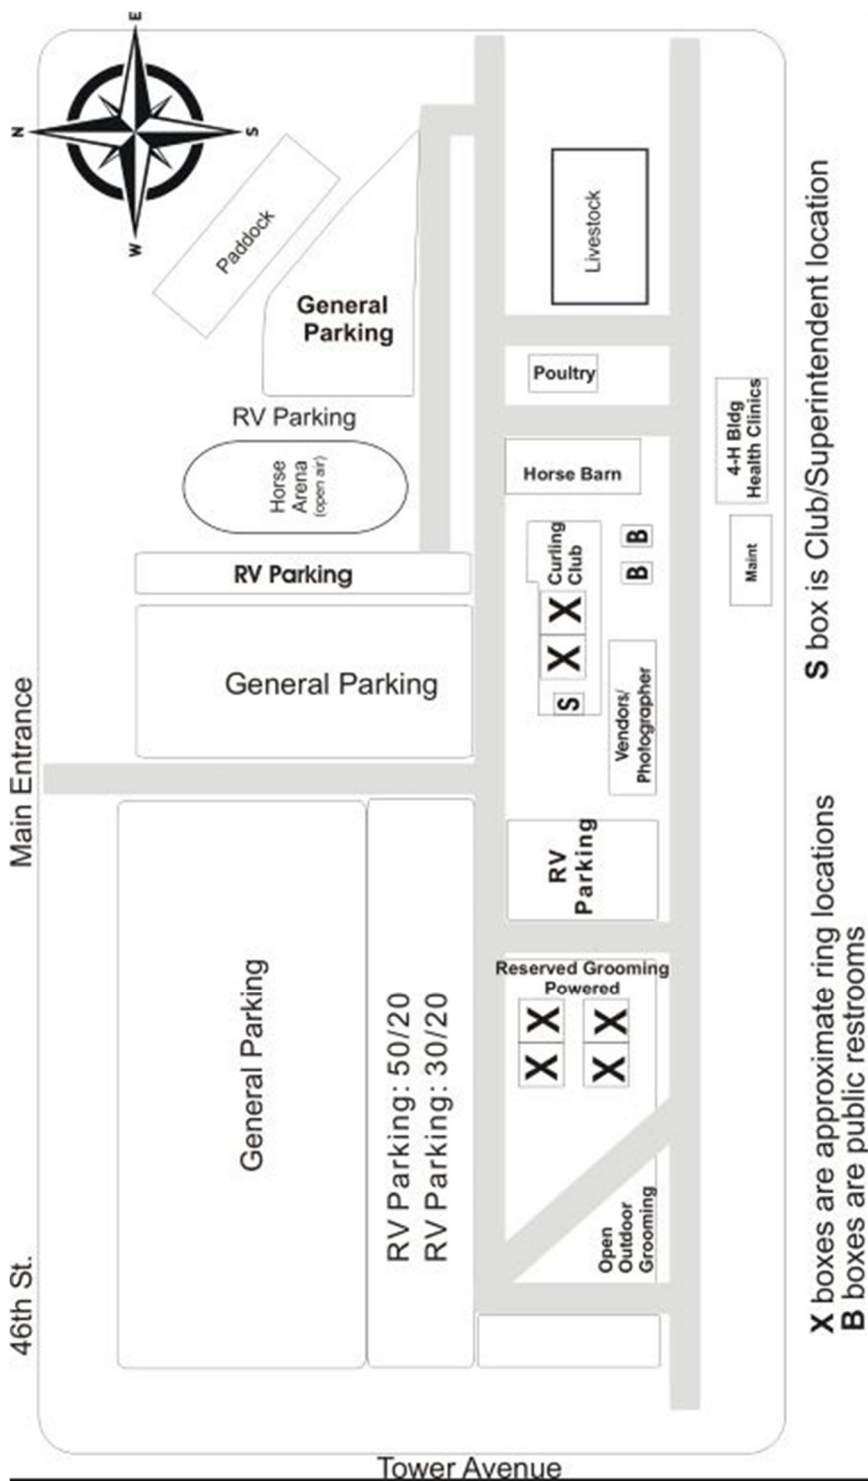 E
N
S
W
Paddock
General
Parking
RV Parking
Horse
Arena
(open air)
RV Parking
General Parking
Main Entrance
General Parking
RV Parking: 50/20
RV Parking: 30/20
46th St.
Tower Avenue
Livestock
Poultry
Horse Barn
4-H Bldg
Health Clinics
Maint
Curling
Club
B B
X X
S
Vendors/
Photographer
RV
Parking
Reserved Grooming
Powered
X X
X X
Open
Outdoor
Grooming
X boxes are approximate ring locations
B boxes are public restrooms
S box is Club/Superintendent location